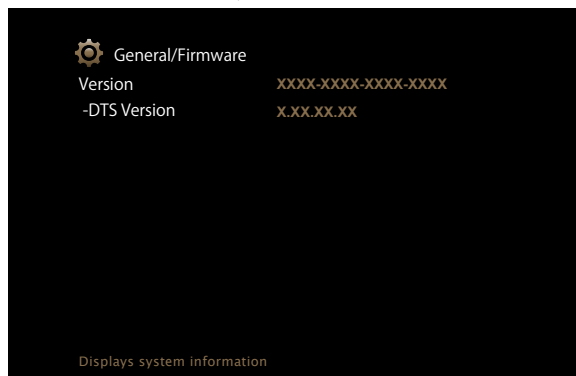 General/Firmware
Version XXXX-XXXX-XXXX-XXXX
-DTS Version X.XX.XX.XX
Displays system information